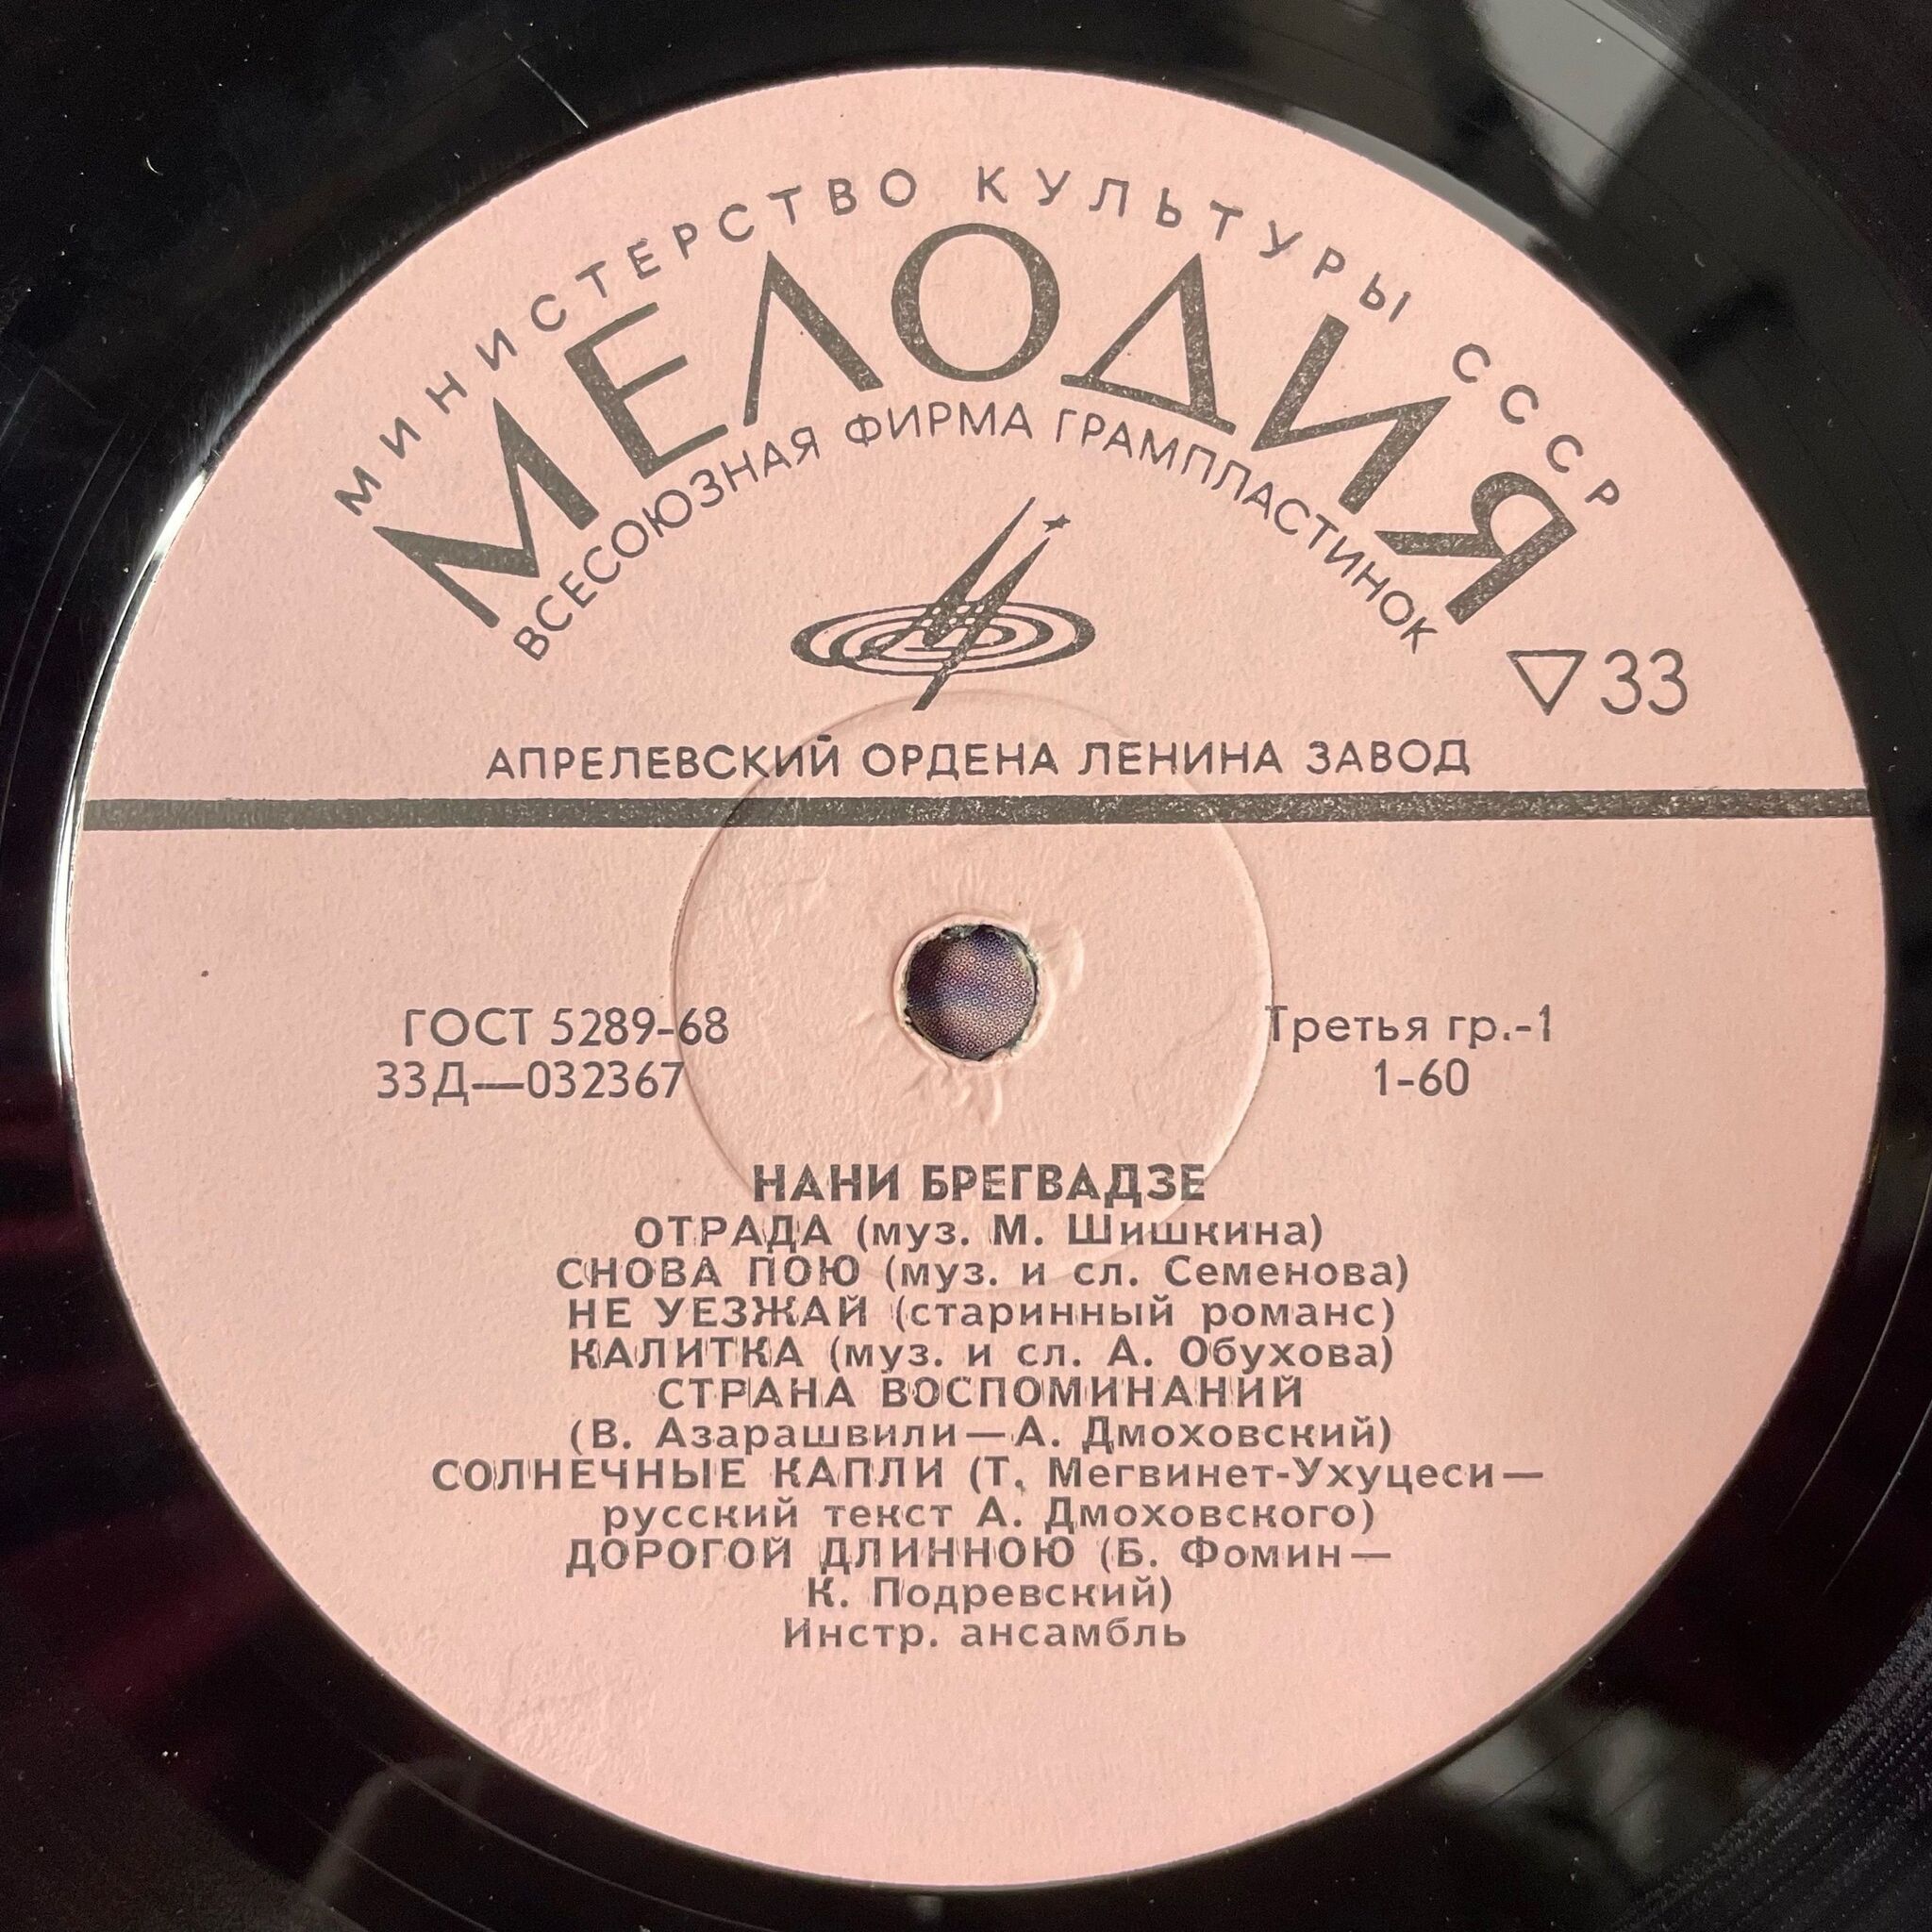 МИНИСТЕРСТВО КУЛЬТУРЫ СССР
МЕЛОДИЯ
ВСЕСОЮЗНАЯ ФИРМА ГРАМПЛАСТИНОК
▽33
АПРЕЛЕВСКИЙ ОРДЕНА ЛЕНИНА ЗАВОД
ГОСТ 5289-68
33Д—032367
Третья гр.-1
1-60
НАНИ БРЕГВАДЗЕ
ОТРАДА (муз. М. Шишкина)
СНОВА ПОЮ (муз. и сл. Семенова)
НЕ УЕЗЖАЙ (старинный романс)
КАЛИТКА (муз. и сл. А. Обухова)
СТРАНА ВОСПОМИНАНИЙ
(В. Азарашвили—А. Дмоховский)
СОЛНЕЧНЫЕ КАПЛИ (Т. Мегвинет-Ухуцеси—
русский текст А. Дмоховского)
ДОРОГОЙ ДЛИННОЮ (Б. Фомин—
К. Подревский)
Инстр. ансамбль